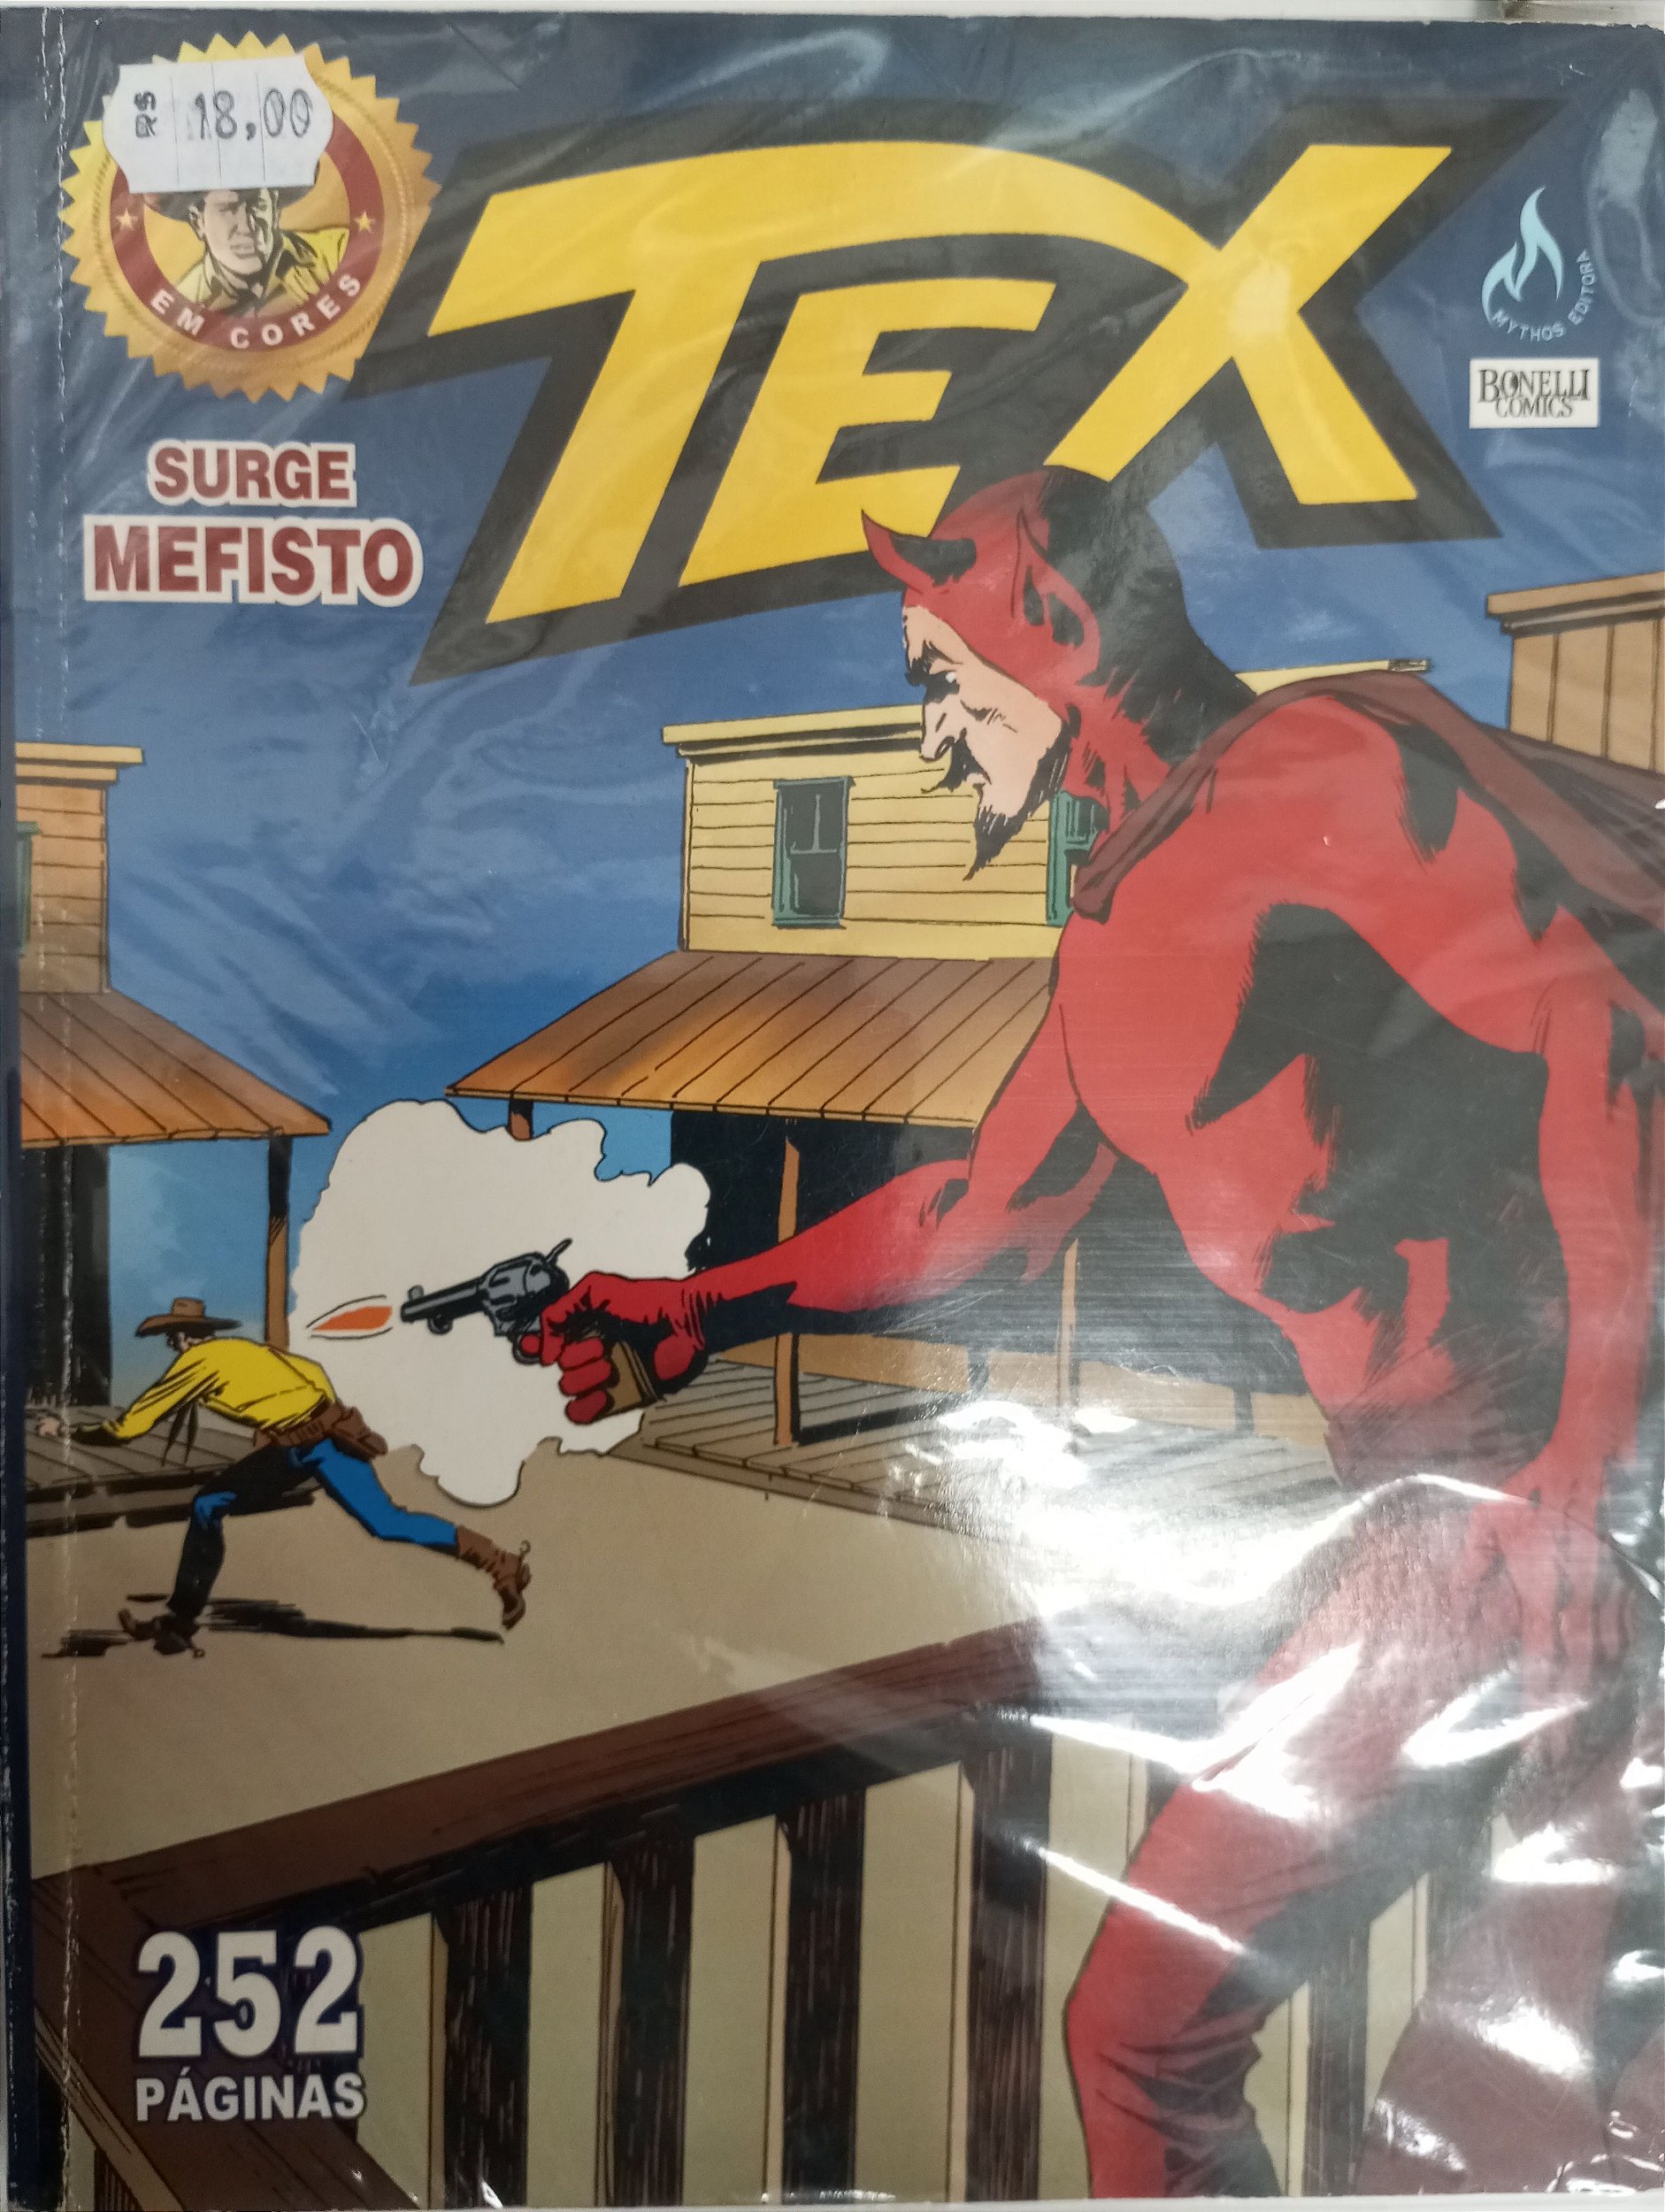 R$ 18,00
EM CORES
TEX
MYTHOS EDITORA
BONELLI
COMICS
SURGE
MEFISTO
252
PÁGINAS